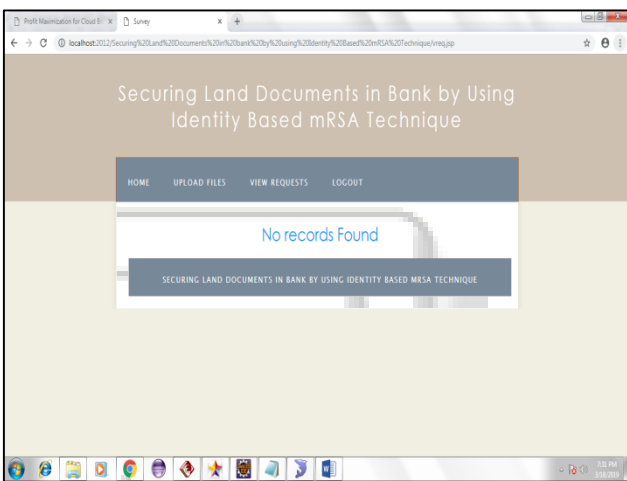 Profit Maximization for Cloud B
Survey
localhost:2012/Securing%20Land%20Documents%20in%20bank%20by%20using%20Identity%20Based%20mRSA%20Technique/vreq.jsp
Securing Land Documents in Bank by Using
Identity Based mRSA Technique
HOME UPLOAD FILES VIEW REQUESTS LOGOUT
No records Found
SECURING LAND DOCUMENTS IN BANK BY USING IDENTITY BASED MRSA TECHNIQUE